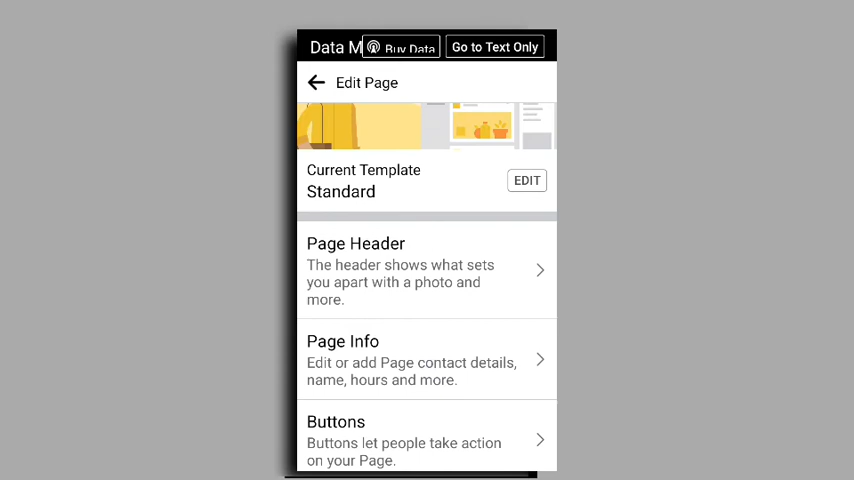 Data M Buy Data Go to Text Only
Edit Page
Current Template
Standard
EDIT
Page Header
The header shows what sets
you apart with a photo and
more.
Page Info
Edit or add Page contact details,
name, hours and more.
Buttons
Buttons let people take action
on your Page.